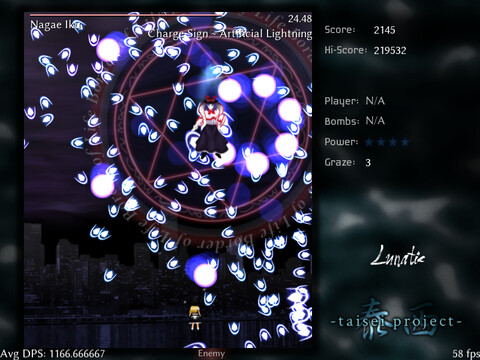 Nagae Iku
24.48
Charge Sign ~ Artificial Lightning
Score: 2145
Hi-Score: 219532
Player: N/A
Bombs: N/A
Power:
Graze: 3
Lunatic
-taisei project-
Avg DPS: 1166.666667
Enemy
58 fps